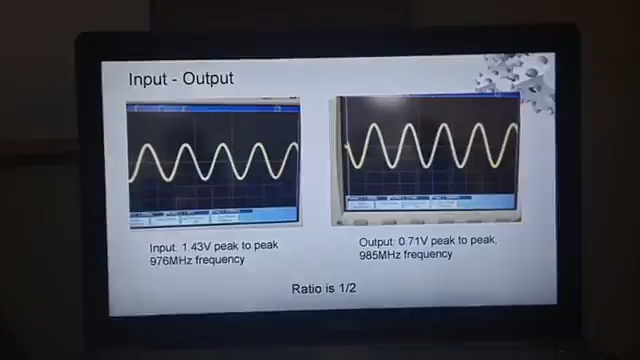 Input - Output
Input: 1.43V peak to peak
976MHz frequency
Output: 0.71V peak to peak,
985MHz frequency
Ratio is 1/2